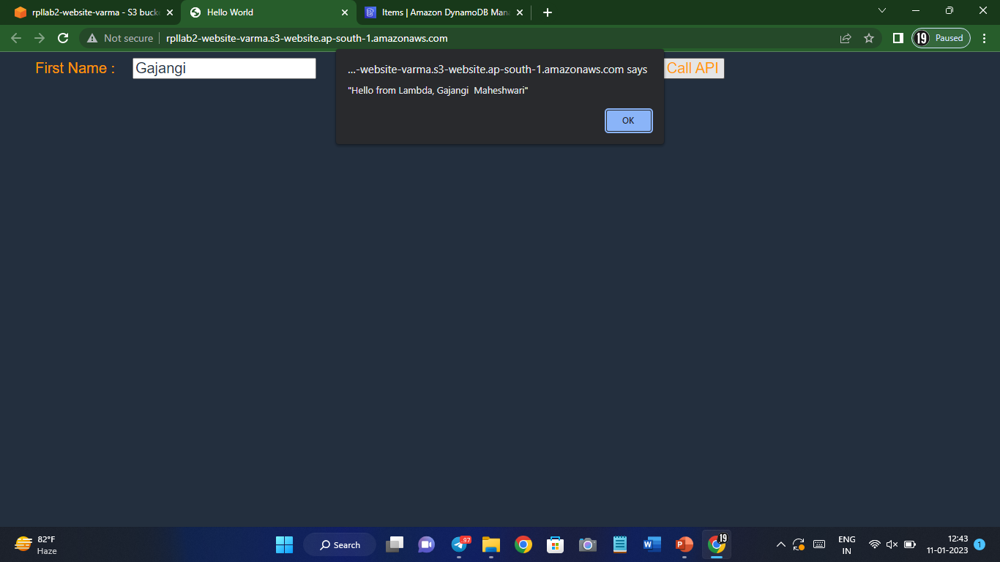 rpllab2-website-varma - S3 buck
Hello World
Items | Amazon DynamoDB Mana
Not secure
rpllab2-website-varma.s3-website.ap-south-1.amazonaws.com
19
Paused
First Name :
Gajangi
Call API
...-website-varma.s3-website.ap-south-1.amazonaws.com says
"Hello from Lambda, Gajangi  Maheshwari"
OK
82°F
Haze
Search
97
W
P
19
ENG
IN
12:43
11-01-2023
1